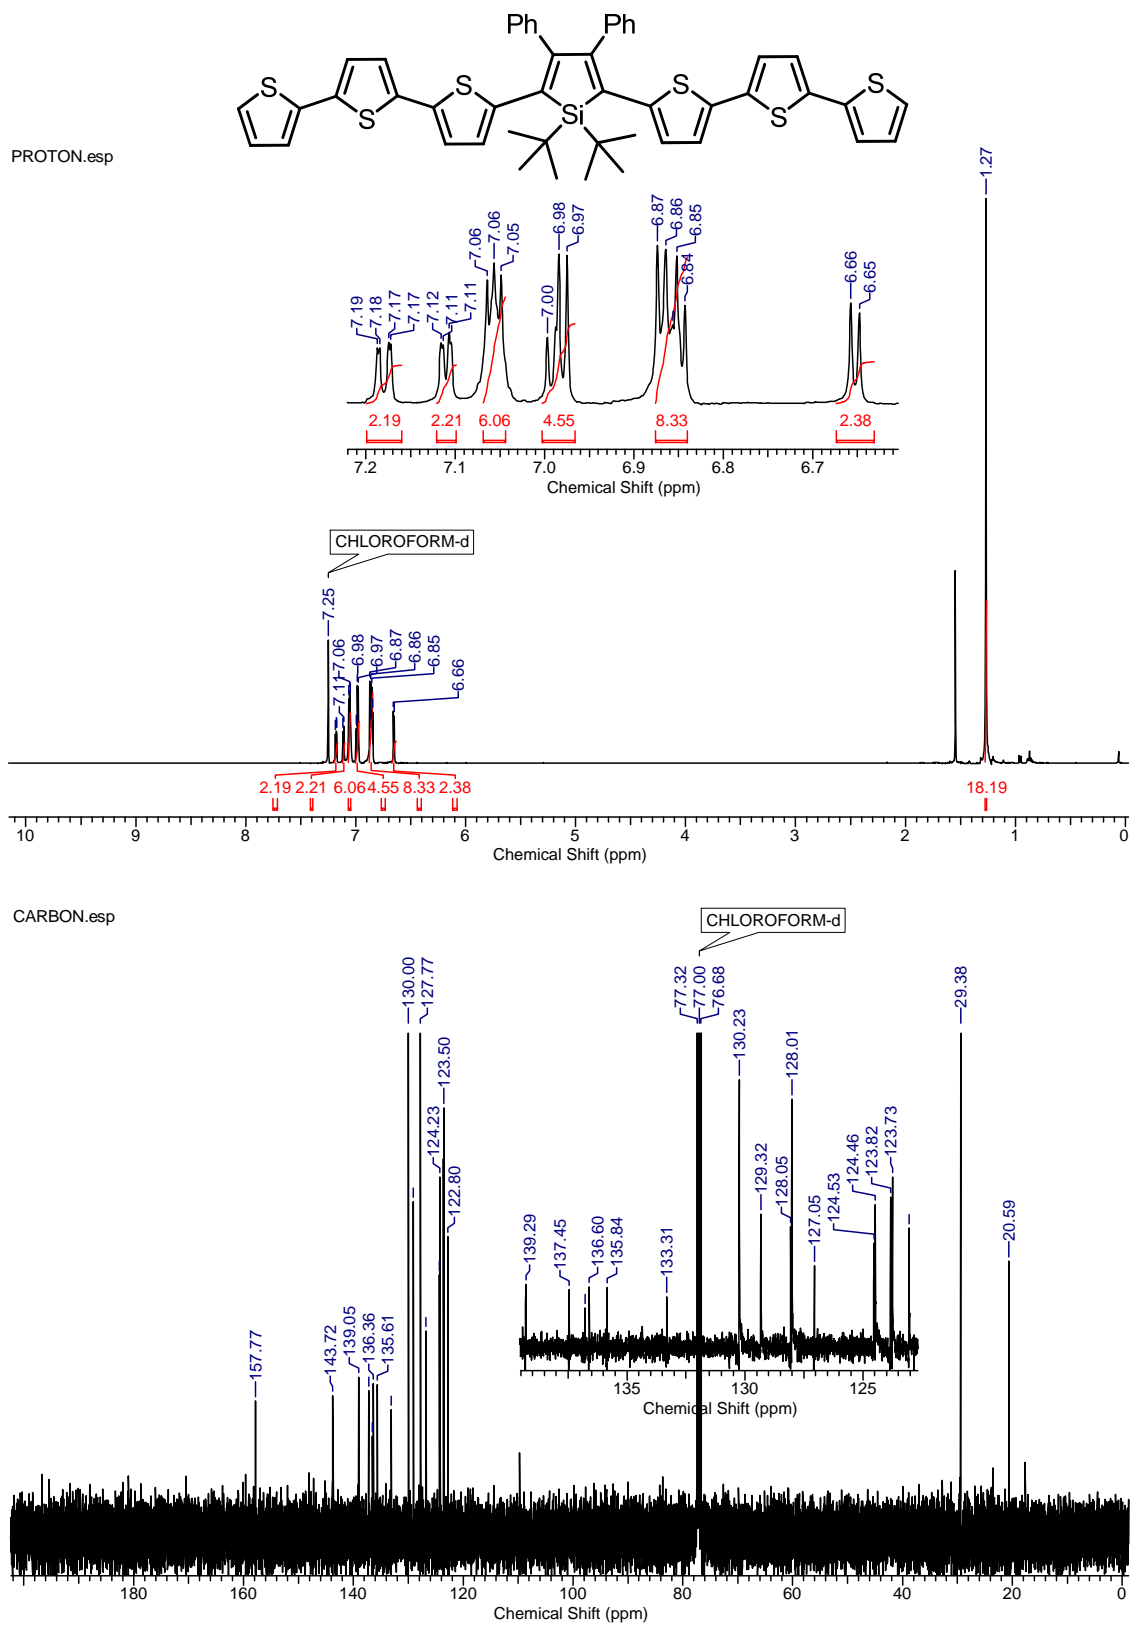 Ph Ph
S S S Si S S S
PROTON.esp
1.27
7.19 7.18 7.17 7.17 7.12 7.11 7.11 7.06 7.06 7.05 7.00 6.98 6.97 6.87 6.86 6.85 6.84 6.66 6.65
2.19 2.21 6.06 4.55 8.33 2.38
7.2 7.1 7.0 6.9 6.8 6.7
Chemical Shift (ppm)
CHLOROFORM-d
7.25 7.11 7.06 6.98 6.97 6.87 6.86 6.85 6.66
2.19 2.21 6.06 4.55 8.33 2.38 18.19
10 9 8 7 6 5 4 3 2 1 0
Chemical Shift (ppm)
CARBON.esp
CHLOROFORM-d
157.77 143.72 139.05 136.36 135.61 130.00 127.77 124.23 123.50 122.80 77.32 77.00 76.68 29.38 20.59
139.29 137.45 136.60 135.84 133.31 130.23 129.32 128.05 128.01 127.05 124.53 124.46 123.82 123.73
135 130 125
Chemical Shift (ppm)
180 160 140 120 100 80 60 40 20 0
Chemical Shift (ppm)